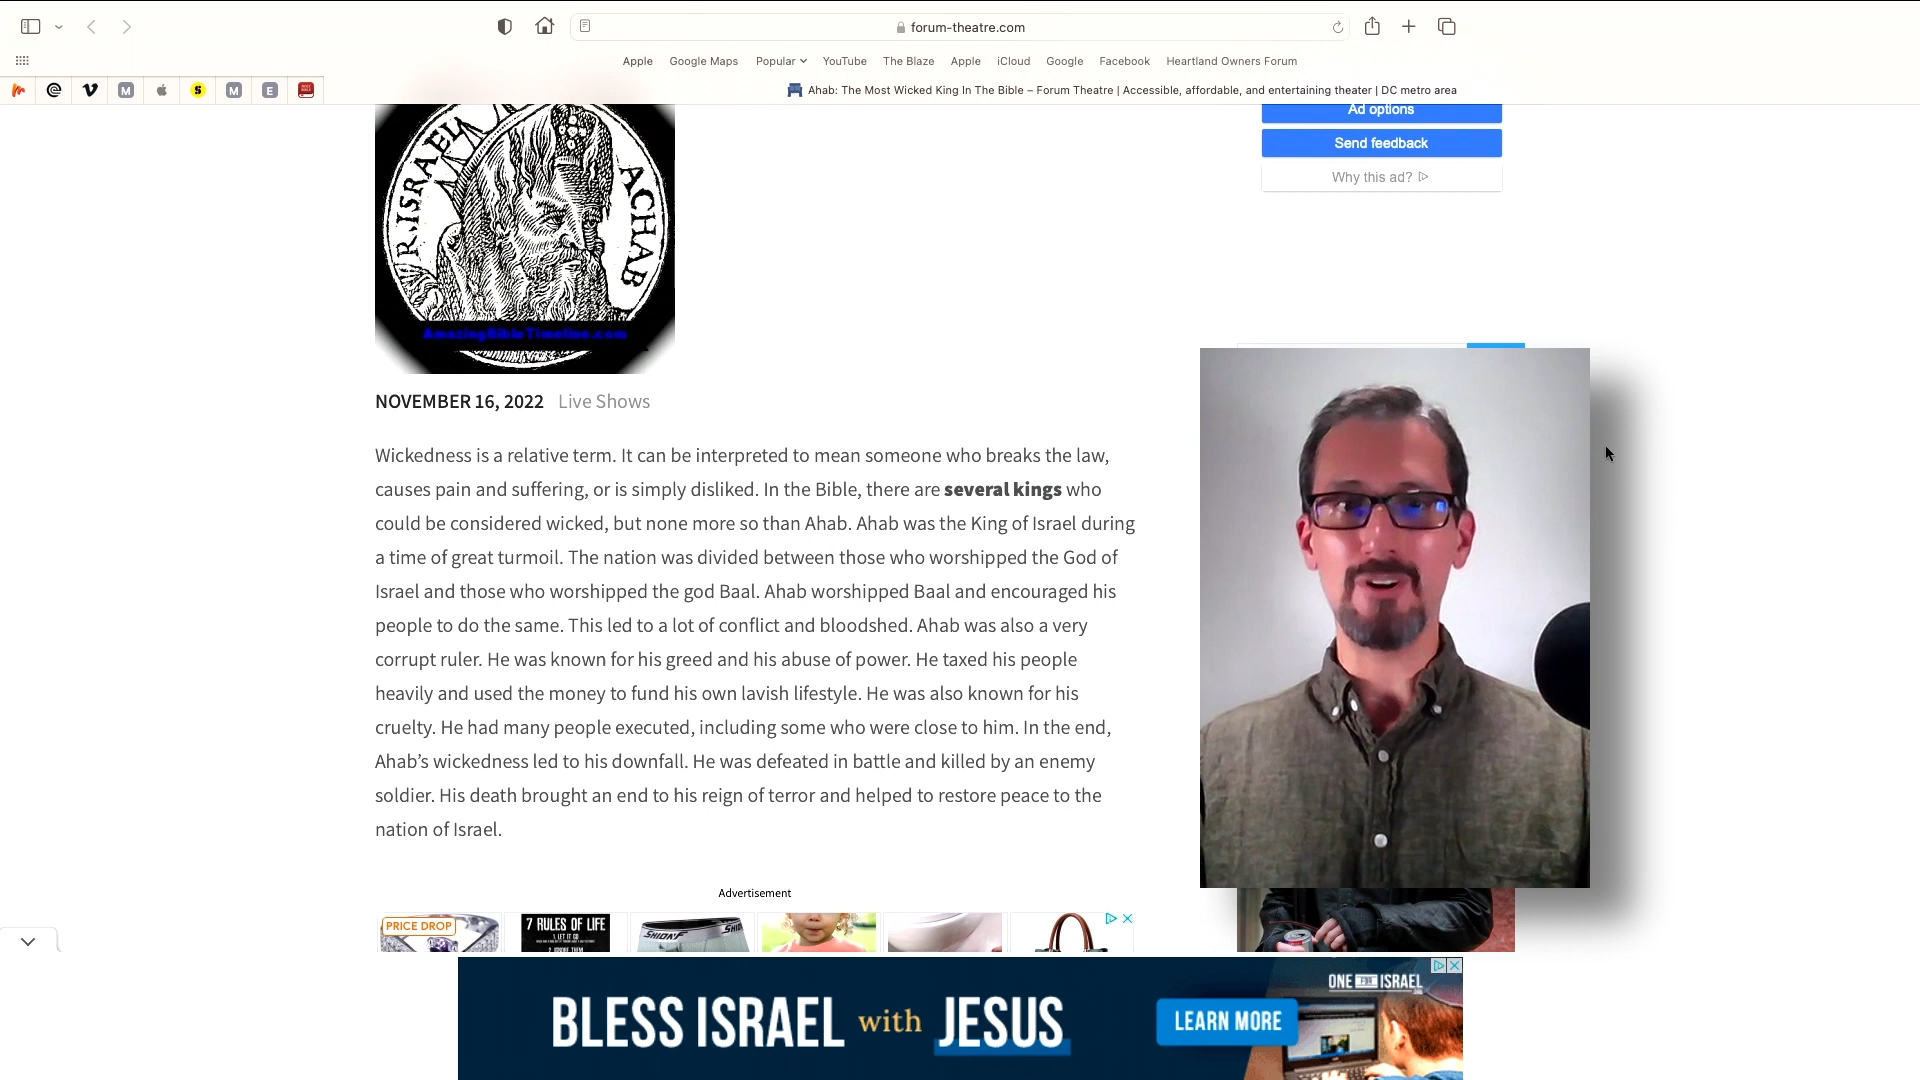 forum-theatre.com
Apple
Google Maps
Popular
YouTube
The Blaze
Apple
iCloud
Google
Facebook
Heartland Owners Forum
M
S
M
E
HOLY BIBLE
Ahab: The Most Wicked King In The Bible – Forum Theatre | Accessible, affordable, and entertaining theater | DC metro area
Ad options
Send feedback
Why this ad?
R. ISRAEL
ACHAB
AmazingBibleTimeline.com
NOVEMBER 16, 2022 Live Shows
Wickedness is a relative term. It can be interpreted to mean someone who breaks the law,
causes pain and suffering, or is simply disliked. In the Bible, there are several kings who
could be considered wicked, but none more so than Ahab. Ahab was the King of Israel during
a time of great turmoil. The nation was divided between those who worshipped the God of
Israel and those who worshipped the god Baal. Ahab worshipped Baal and encouraged his
people to do the same. This led to a lot of conflict and bloodshed. Ahab was also a very
corrupt ruler. He was known for his greed and his abuse of power. He taxed his people
heavily and used the money to fund his own lavish lifestyle. He was also known for his
cruelty. He had many people executed, including some who were close to him. In the end,
Ahab's wickedness led to his downfall. He was defeated in battle and killed by an enemy
soldier. His death brought an end to his reign of terror and helped to restore peace to the
nation of Israel.
Advertisement
PRICE DROP
7 RULES OF LIFE
1. LET IT GO
BLESS ISRAEL with JESUS
LEARN MORE
ONE FOR ISRAEL